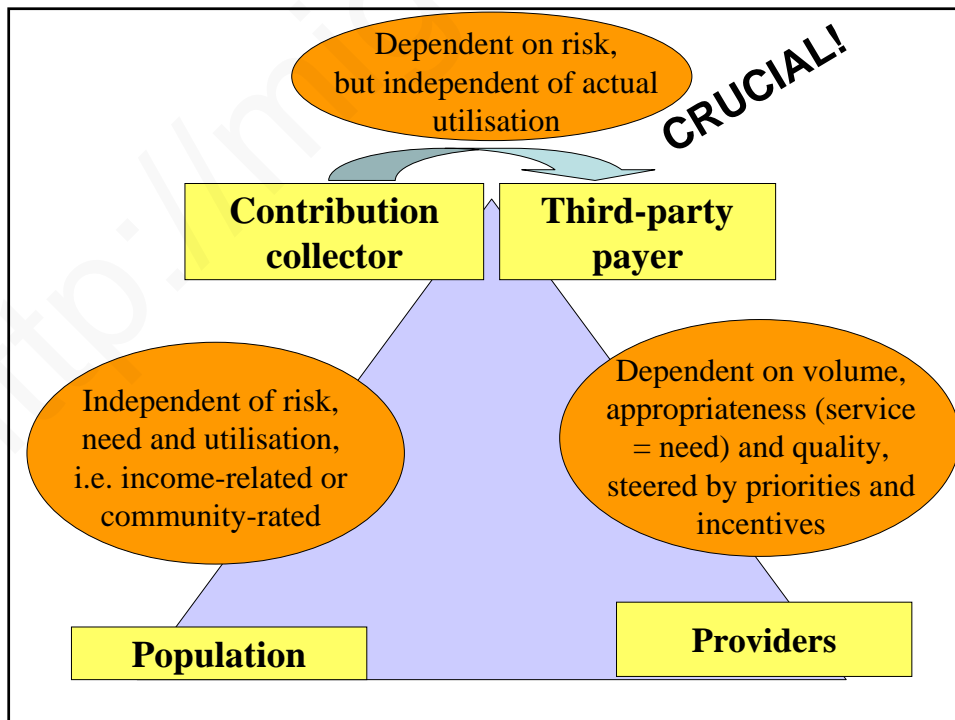 Dependent on risk,
but independent of actual
utilisation
CRUCIAL!
Contribution
collector
Third-party
payer
Independent of risk,
need and utilisation,
i.e. income-related or
community-rated
Dependent on volume,
appropriateness (service
= need) and quality,
steered by priorities and
incentives
Population
Providers